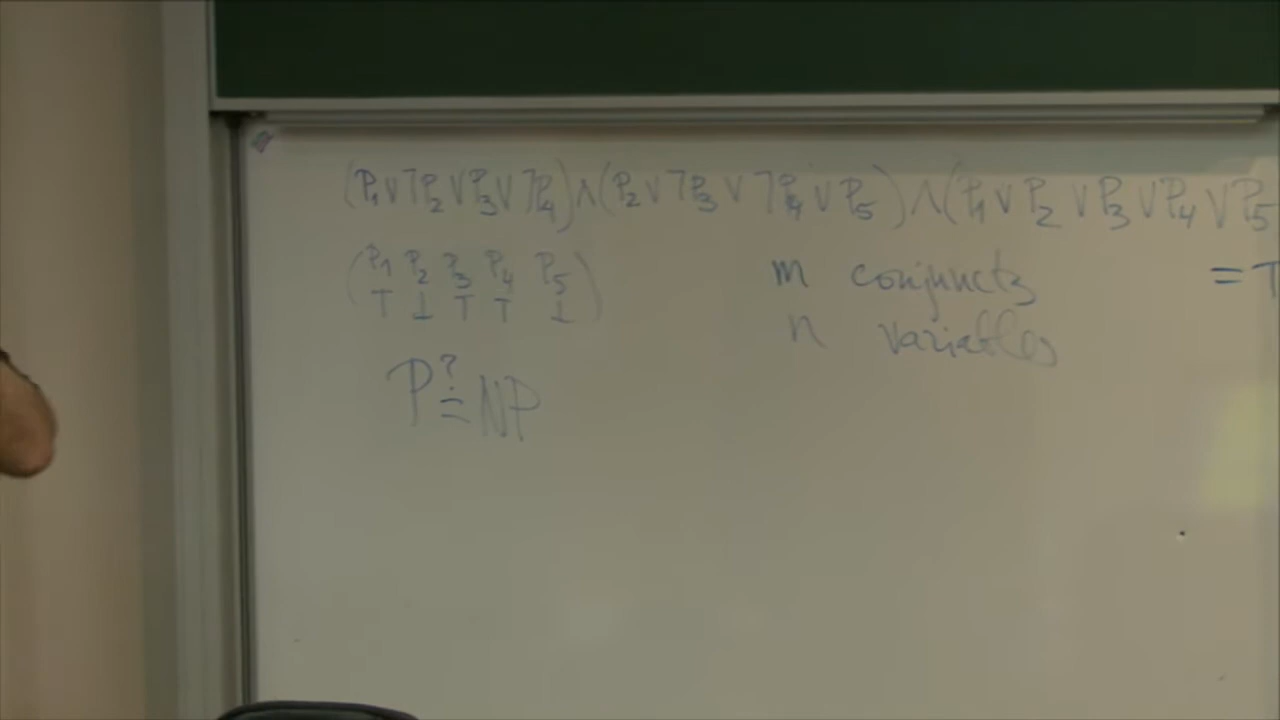 (P₁ ∨ ¬P₂ ∨ P₃ ∨ ¬P₄) ∧ (P₂ ∨ ¬P₃ ∨ ¬P₄ ∨ P₅) ∧ (P₁ ∨ P₂ ∨ P₃ ∨ P₄ ∨ P₅
(P₁ P₂ P₃ P₄ P₅)
T ⊥ T T ⊥
m conjuncts = T
n variables
P ≟ NP